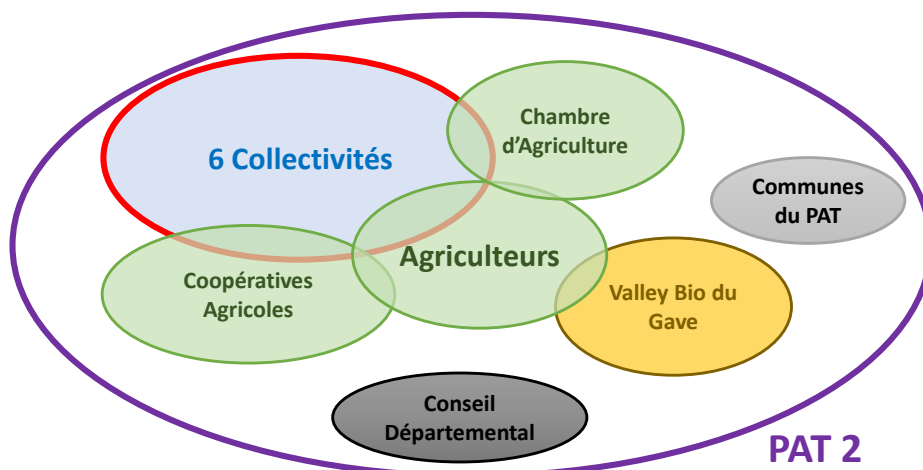 6 Collectivités
Chambre
d'Agriculture
Communes
du PAT
Agriculteurs
Coopératives
Agricoles
Valley Bio du
Gave
Conseil
Départemental
PAT 2